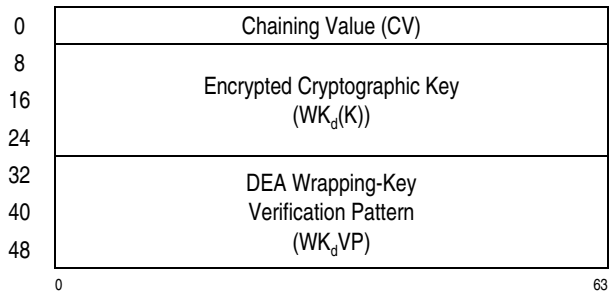 0 Chaining Value (CV)
8
Encrypted Cryptographic Key
16
(WKd(K))
24
32
DEA Wrapping-Key
40 Verification Pattern
48 (WKdVP)
0 63